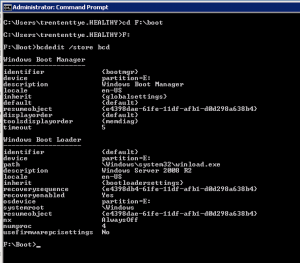 Administrator: Command Prompt
C:\Users\trententtye.HEALTHY>cd F:\boot
C:\Users\trententtye.HEALTHY>F:
F:\Boot>bcdedit /store bcd
Windows Boot Manager
identifier {bootmgr}
device partition=E:
description Windows Boot Manager
locale en-US
inherit {globalsettings}
default {default}
resumeobject {e4398dae-61fe-11df-afb1-d0d298a638b4}
displayorder {default}
toolsdisplayorder {memdiag}
timeout 5
Windows Boot Loader
identifier {default}
device partition=E:
path \Windows\system32\winload.exe
description Windows Server 2008 R2
locale en-US
inherit {bootloadersettings}
recoverysequence {e4398db4-61fe-11df-afb1-d0d298a638b4}
recoveryenabled Yes
osdevice partition=E:
systemroot \Windows
resumeobject {e4398dae-61fe-11df-afb1-d0d298a638b4}
nx AlwaysOff
numproc 4
usefirmwarepcisettings No
F:\Boot>_